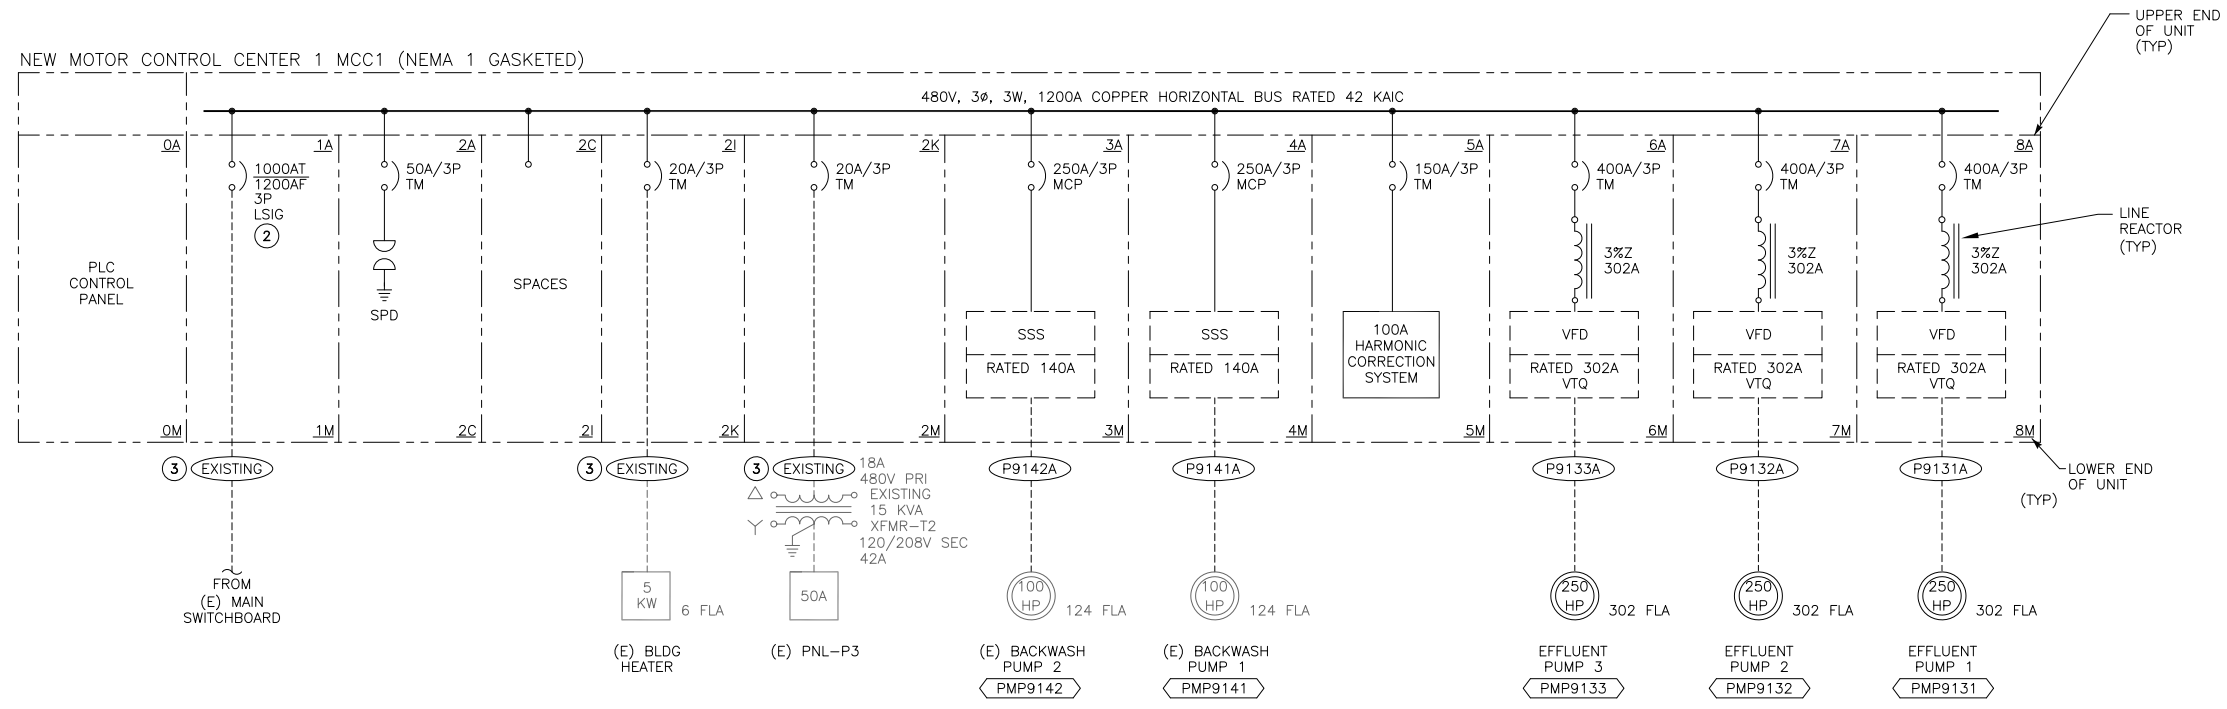 UPPER END
OF UNIT
(TYP)
NEW MOTOR CONTROL CENTER 1 MCC1 (NEMA 1 GASKETED)
480V, 3ø, 3W, 1200A COPPER HORIZONTAL BUS RATED 42 KAIC
0A
1A
2A
2C
2I
2K
3A
4A
5A
6A
7A
8A
1000AT
1200AF
3P
LSIG
2
50A/3P
TM
20A/3P
TM
20A/3P
TM
250A/3P
MCP
250A/3P
MCP
150A/3P
TM
400A/3P
TM
400A/3P
TM
400A/3P
TM
LINE
REACTOR
(TYP)
PLC
CONTROL
PANEL
SPD
SPACES
3%Z
302A
3%Z
302A
3%Z
302A
SSS
RATED 140A
SSS
RATED 140A
100A
HARMONIC
CORRECTION
SYSTEM
VFD
RATED 302A
VTQ
VFD
RATED 302A
VTQ
VFD
RATED 302A
VTQ
0M
1M
2C
2I
2K
2M
3M
4M
5M
6M
7M
8M
3 EXISTING
3 EXISTING
3 EXISTING
18A
480V PRI
EXISTING
15 KVA
XFMR-T2
120/208V SEC
42A
P9142A
P9141A
P9133A
P9132A
P9131A
LOWER END
OF UNIT
(TYP)
FROM
(E) MAIN
SWITCHBOARD
5
KW
6 FLA
50A
100
HP
124 FLA
100
HP
124 FLA
250
HP
302 FLA
250
HP
302 FLA
250
HP
302 FLA
(E) BLDG
HEATER
(E) PNL-P3
(E) BACKWASH
PUMP 2
PMP9142
(E) BACKWASH
PUMP 1
PMP9141
EFFLUENT
PUMP 3
PMP9133
EFFLUENT
PUMP 2
PMP9132
EFFLUENT
PUMP 1
PMP9131